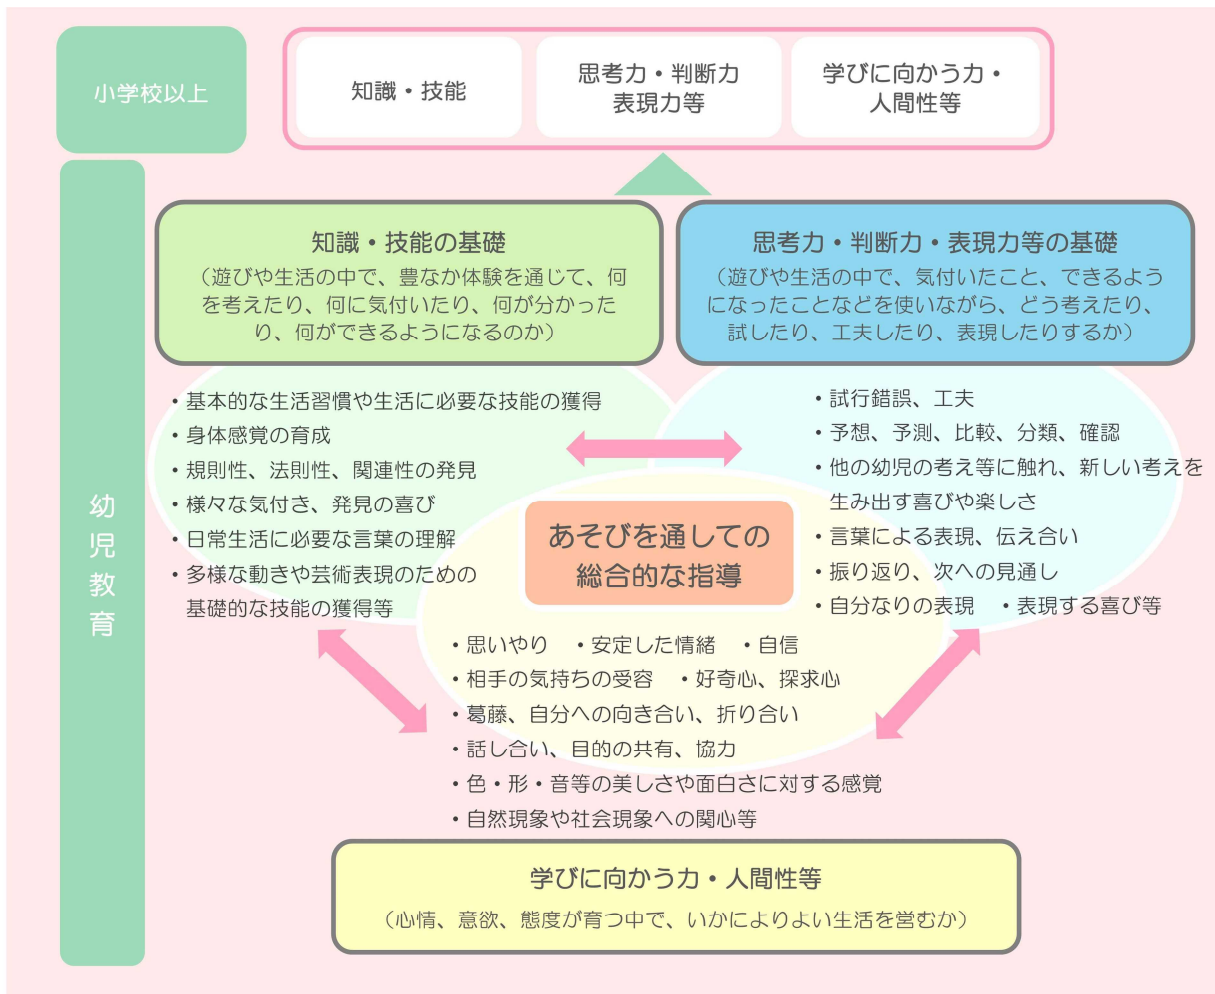 小学校以上
知識・技能
思考力・判断力
表現力等
学びに向かう力・
人間性等
幼児教育
知識・技能の基礎
（遊びや生活の中で、豊なか体験を通じて、何
を考えたり、何に気付いたり、何が分かった
り、何ができるようになるのか）
思考力・判断力・表現力等の基礎
（遊びや生活の中で、気付いたこと、できるよう
になったことなどを使いながら、どう考えたり、
試したり、工夫したり、表現したりするか）
・基本的な生活習慣や生活に必要な技能の獲得
・身体感覚の育成
・規則性、法則性、関連性の発見
・様々な気付き、発見の喜び
・日常生活に必要な言葉の理解
・多様な動きや芸術表現のための
基礎的な技能の獲得等
・試行錯誤、工夫
・予想、予測、比較、分類、確認
・他の幼児の考え等に触れ、新しい考えを
生み出す喜びや楽しさ
・言葉による表現、伝え合い
・振り返り、次への見通し
・自分なりの表現　・表現する喜び等
あそびを通しての
総合的な指導
・思いやり　・安定した情緒　・自信
・相手の気持ちの受容　・好奇心、探求心
・葛藤、自分への向き合い、折り合い
・話し合い、目的の共有、協力
・色・形・音等の美しさや面白さに対する感覚
・自然現象や社会現象への関心等
学びに向かう力・人間性等
（心情、意欲、態度が育つ中で、いかによりよい生活を営むか）